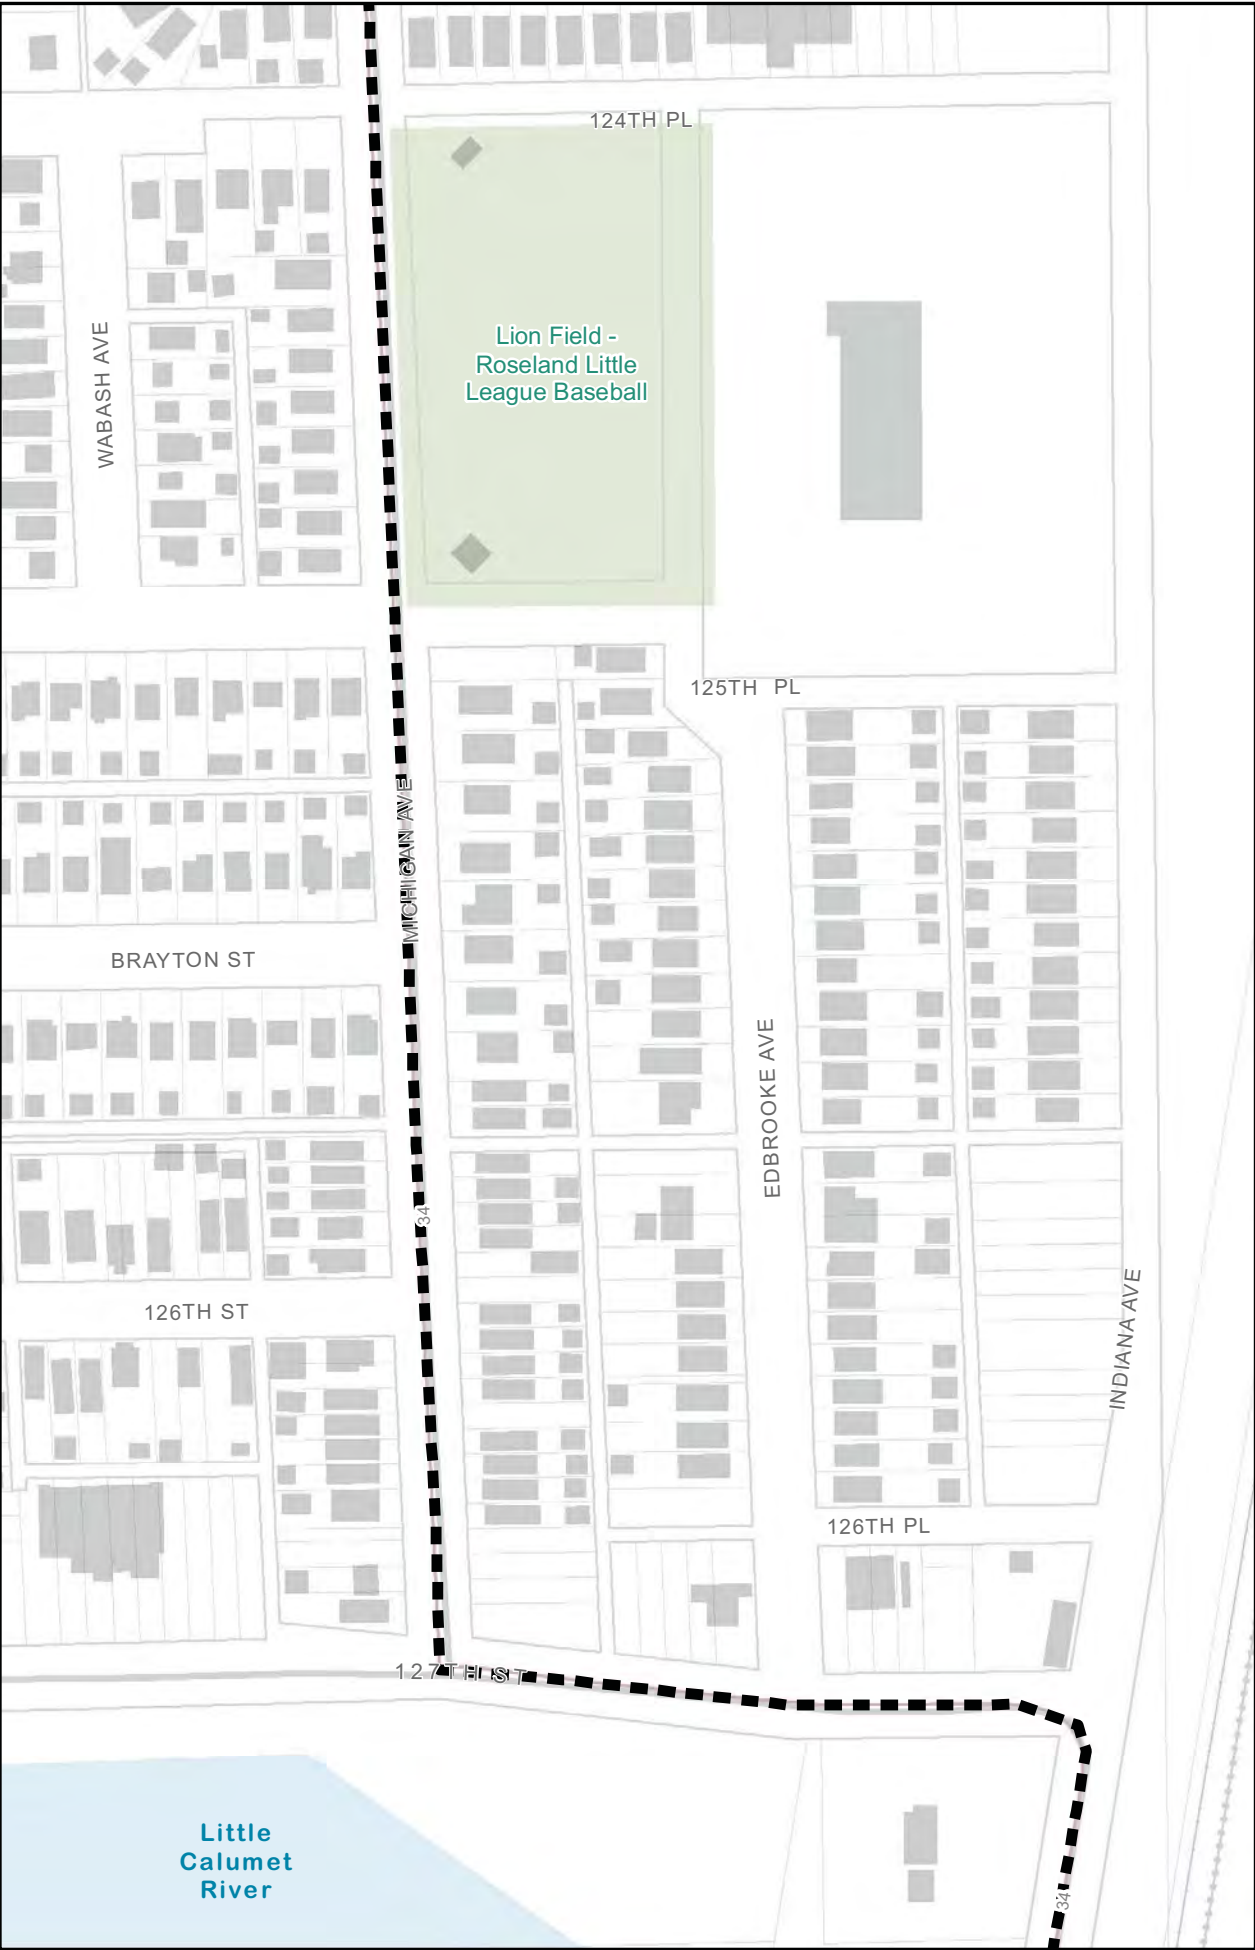 124TH PL
Lion Field -
Roseland Little
League Baseball
WABASH AVE
125TH PL
MICHIGAN AVE
BRAYTON ST
EDBROOKE AVE
34
126TH ST
INDIANA AVE
126TH PL
127TH ST
Little
Calumet
River
34